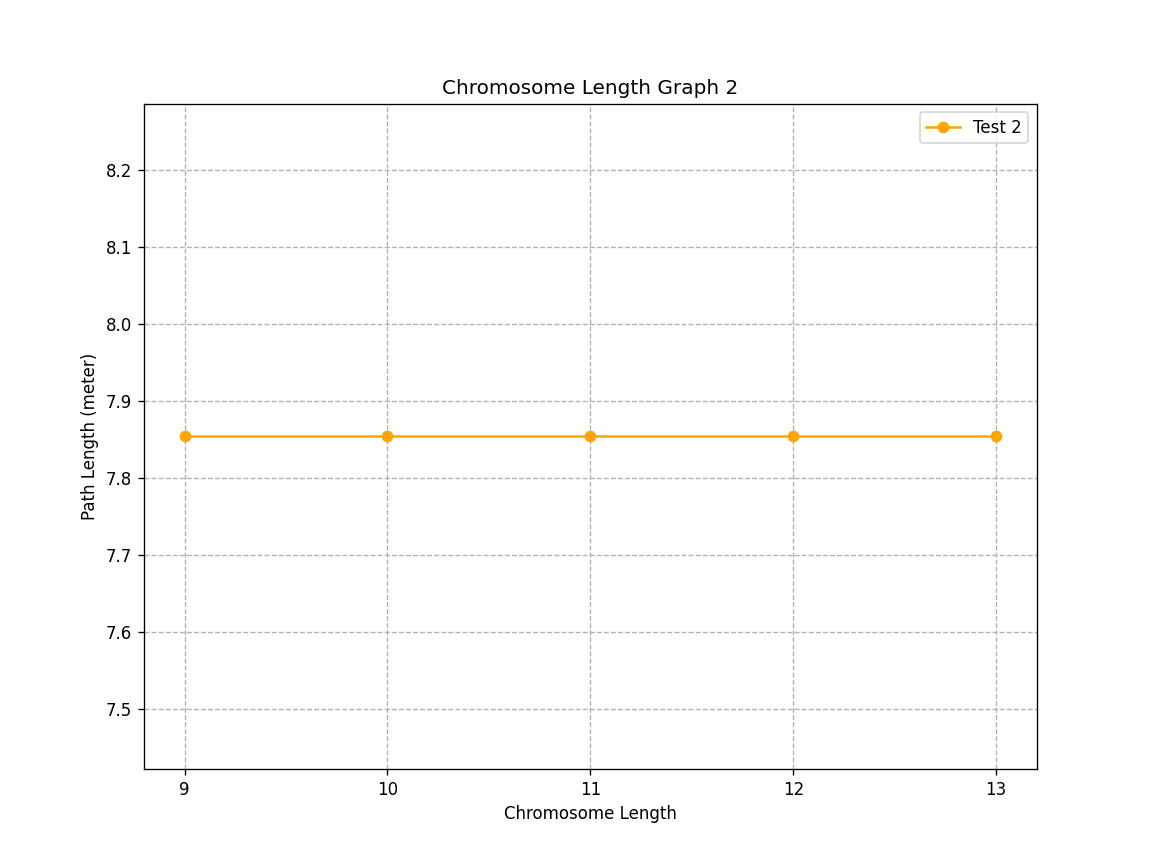 Chromosome Length Graph 2
Test 2
Path Length (meter)
8.2
8.1
8.0
7.9
7.8
7.7
7.6
7.5
9 10 11 12 13
Chromosome Length